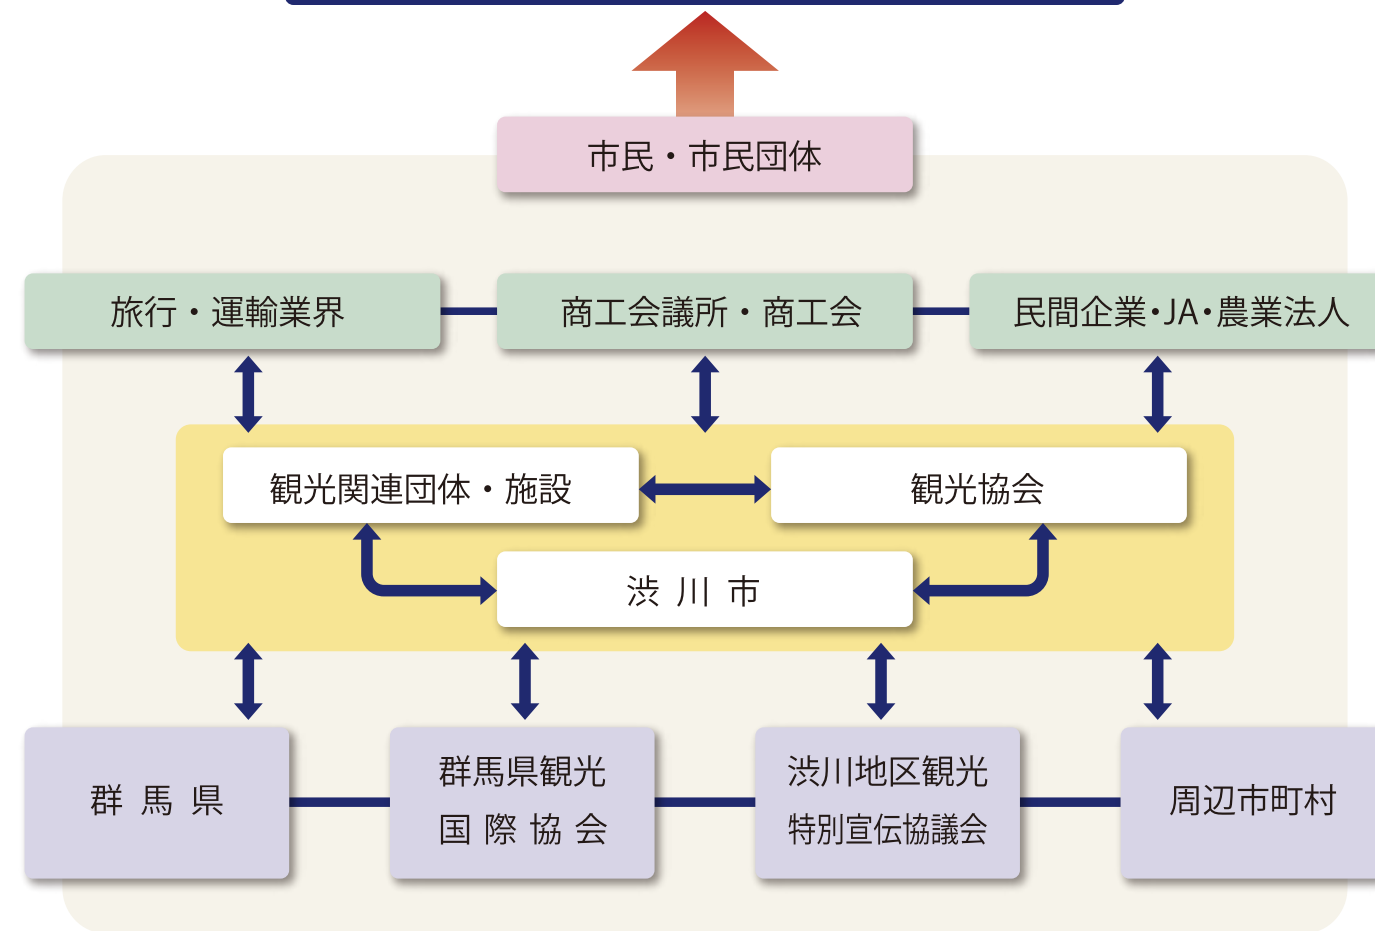 市民・市民団体
旅行・運輸業界
商工会議所・商工会
民間企業・JA・農業法人
観光関連団体・施設
観光協会
渋川市
群馬県
群馬県観光
国際協会
渋川地区観光
特別宣伝協議会
周辺市町村